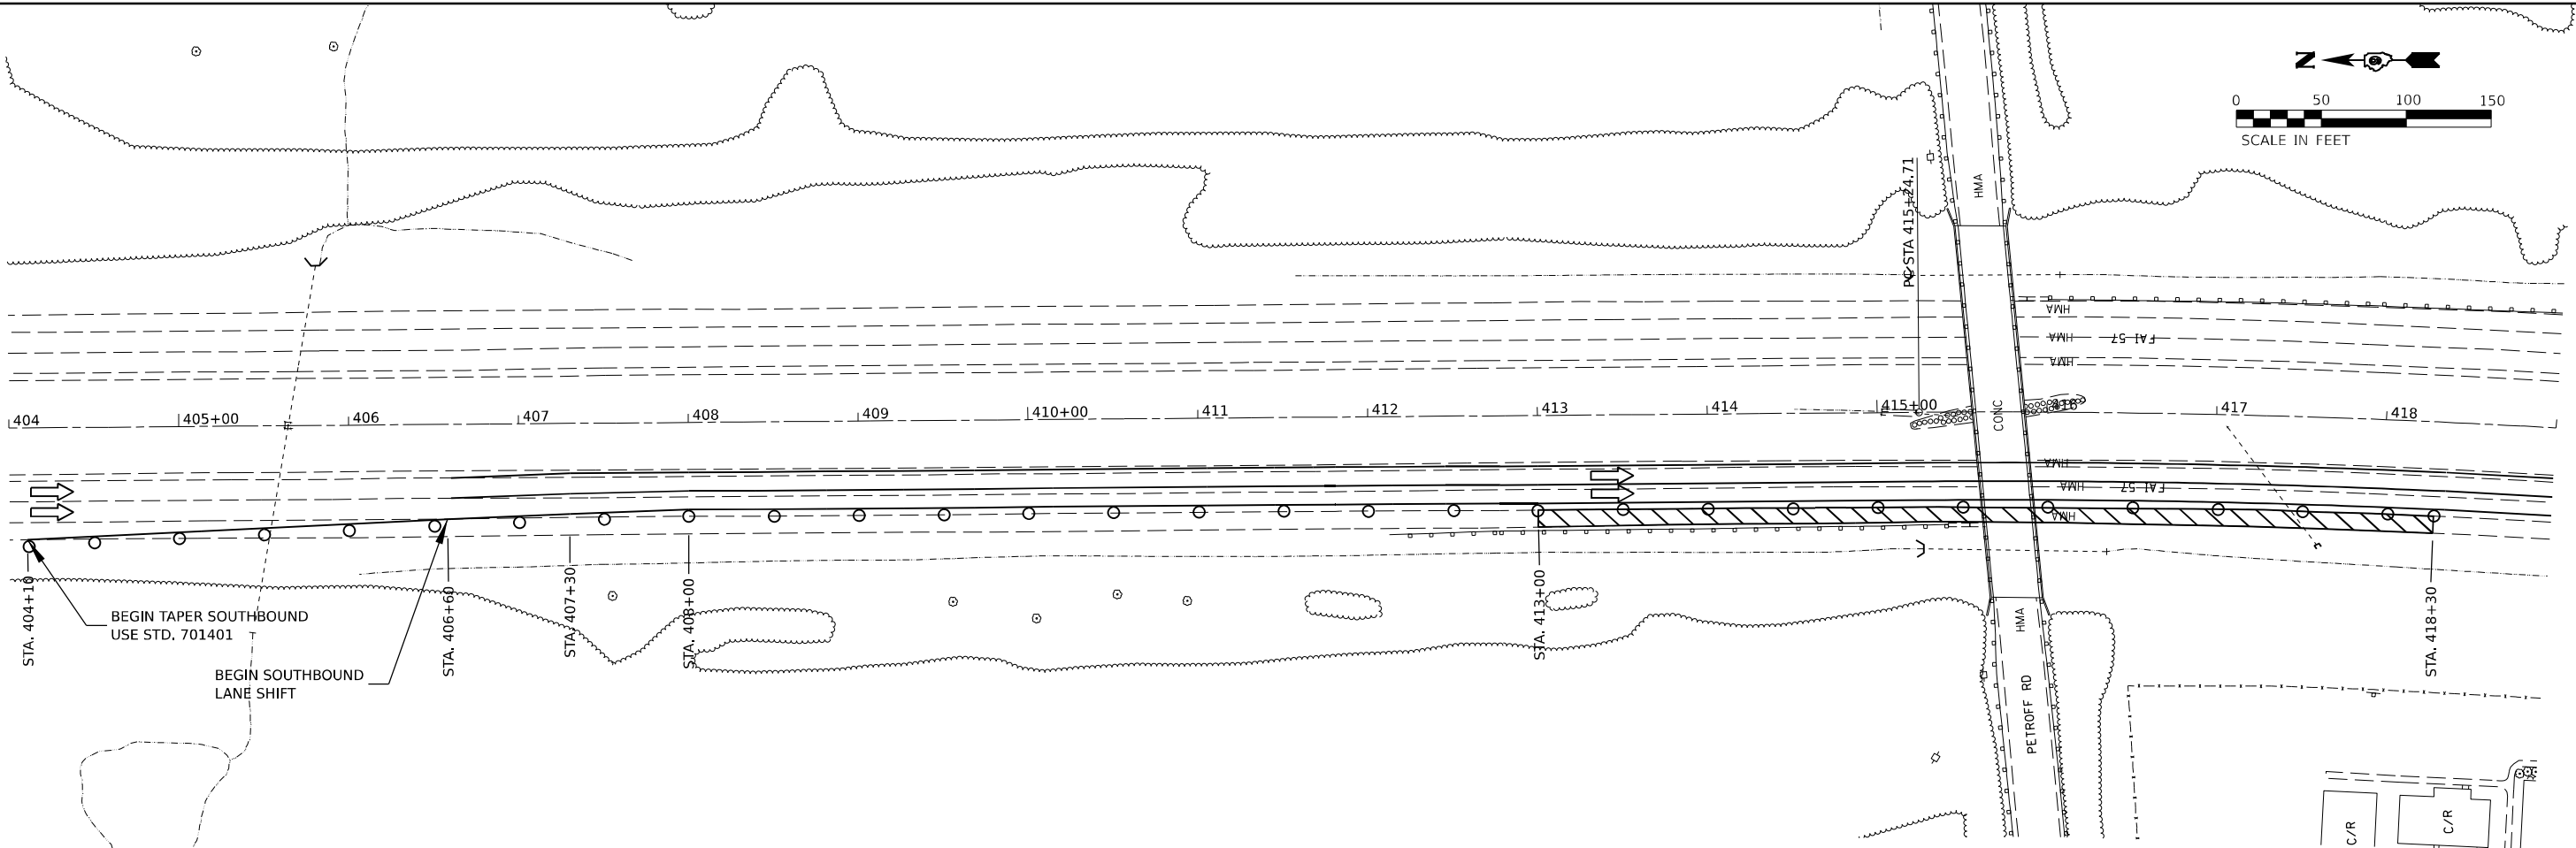 N
0 50 100 150
SCALE IN FEET
HMA
PC STA 415+24.71
HMA
HMA
FAI 57
HMA
404
405+00
406
407
408
409
410+00
411
412
413
414
415+00
416
417
418
CONC
HMA
HMA
FAI 57
HMA
STA. 404+10
BEGIN TAPER SOUTHBOUND
USE STD. 701401
BEGIN SOUTHBOUND
LANE SHIFT
STA. 406+60
STA. 407+30
STA. 408+00
STA. 413+00
STA. 418+30
HMA
PETROFF RD
C/R
C/R